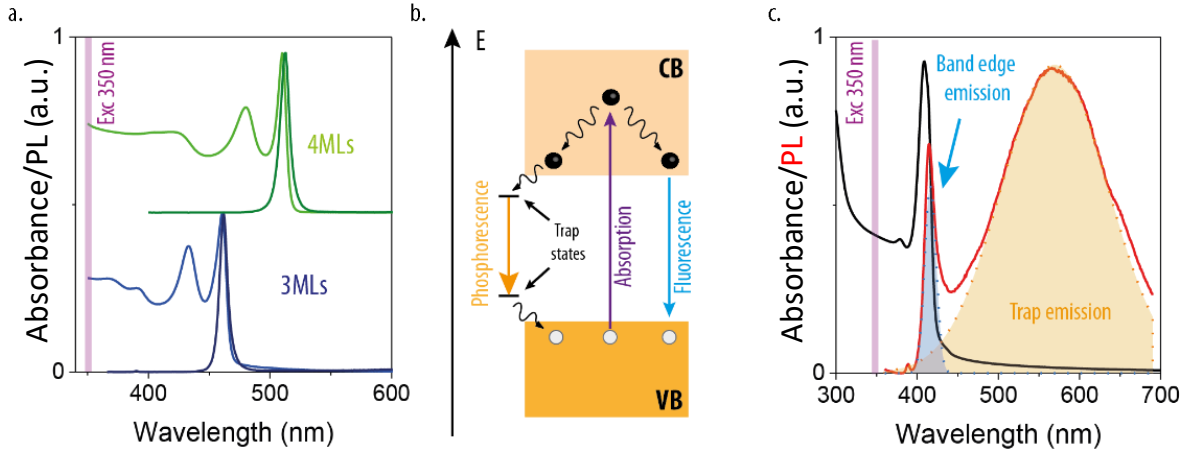 a.
Absorbance/PL (a.u.)
1
0
Exc 350 nm
4MLs
3MLs
400
500
600
Wavelength (nm)
b.
E
CB
Phosphorescence
Trap
states
Absorption
Fluorescence
VB
c.
Absorbance/PL (a.u.)
1
0
Exc 350 nm
Band edge
emission
Trap emission
300
400
500
600
700
Wavelength (nm)